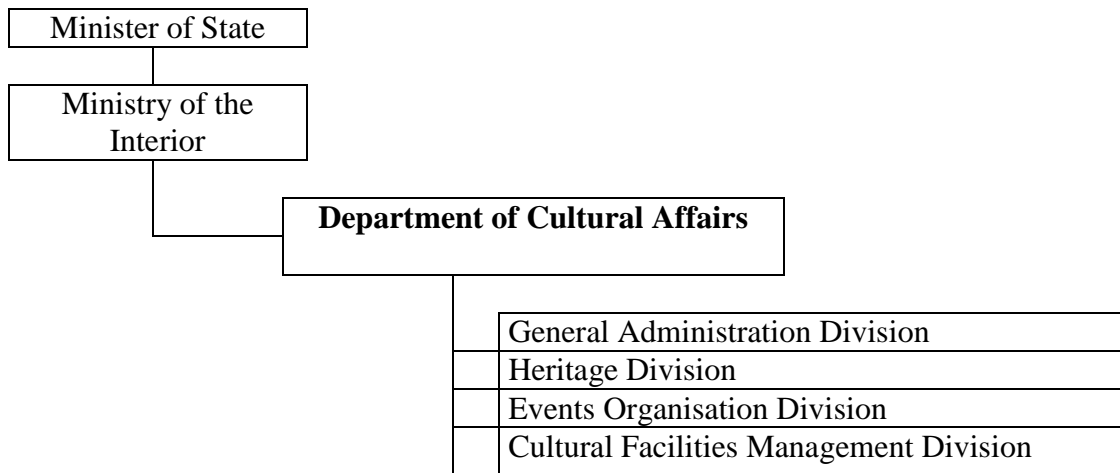 Minister of State
Ministry of the
Interior
Department of Cultural Affairs
General Administration Division
Heritage Division
Events Organisation Division
Cultural Facilities Management Division